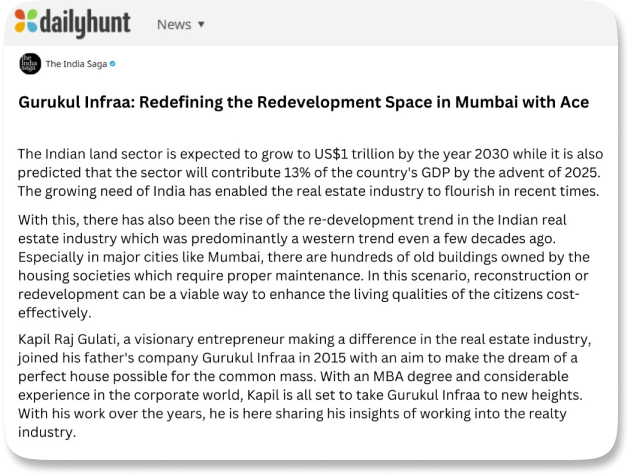 dailyhunt News ▼
The India Saga
The India Saga
Gurukul Infraa: Redefining the Redevelopment Space in Mumbai with Ace
The Indian land sector is expected to grow to US$1 trillion by the year 2030 while it is also
predicted that the sector will contribute 13% of the country's GDP by the advent of 2025.
The growing need of India has enabled the real estate industry to flourish in recent times.
With this, there has also been the rise of the re-development trend in the Indian real
estate industry which was predominantly a western trend even a few decades ago.
Especially in major cities like Mumbai, there are hundreds of old buildings owned by the
housing societies which require proper maintenance. In this scenario, reconstruction or
redevelopment can be a viable way to enhance the living qualities of the citizens cost-
effectively.
Kapil Raj Gulati, a visionary entrepreneur making a difference in the real estate industry,
joined his father's company Gurukul Infraa in 2015 with an aim to make the dream of a
perfect house possible for the common mass. With an MBA degree and considerable
experience in the corporate world, Kapil is all set to take Gurukul Infraa to new heights.
With his work over the years, he is here sharing his insights of working into the realty
industry.